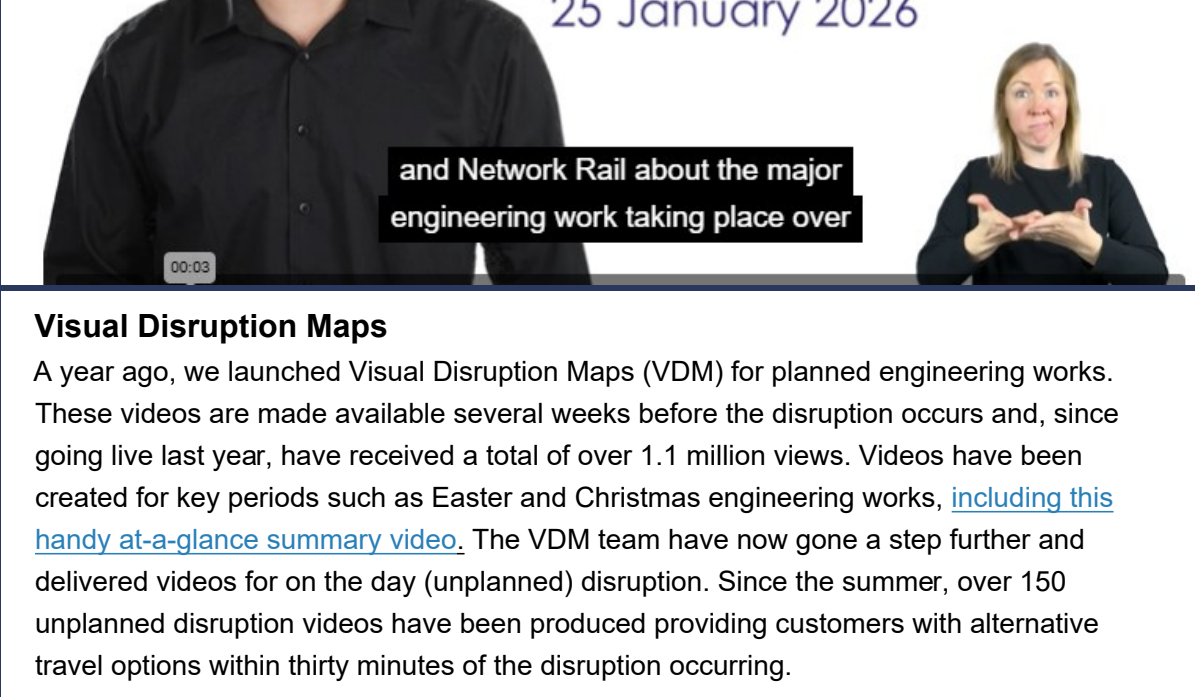 25 January 2026
and Network Rail about the major
engineering work taking place over
00:03
Visual Disruption Maps
A year ago, we launched Visual Disruption Maps (VDM) for planned engineering works.
These videos are made available several weeks before the disruption occurs and, since
going live last year, have received a total of over 1.1 million views. Videos have been
created for key periods such as Easter and Christmas engineering works, including this
handy at-a-glance summary video. The VDM team have now gone a step further and
delivered videos for on the day (unplanned) disruption. Since the summer, over 150
unplanned disruption videos have been produced providing customers with alternative
travel options within thirty minutes of the disruption occurring.